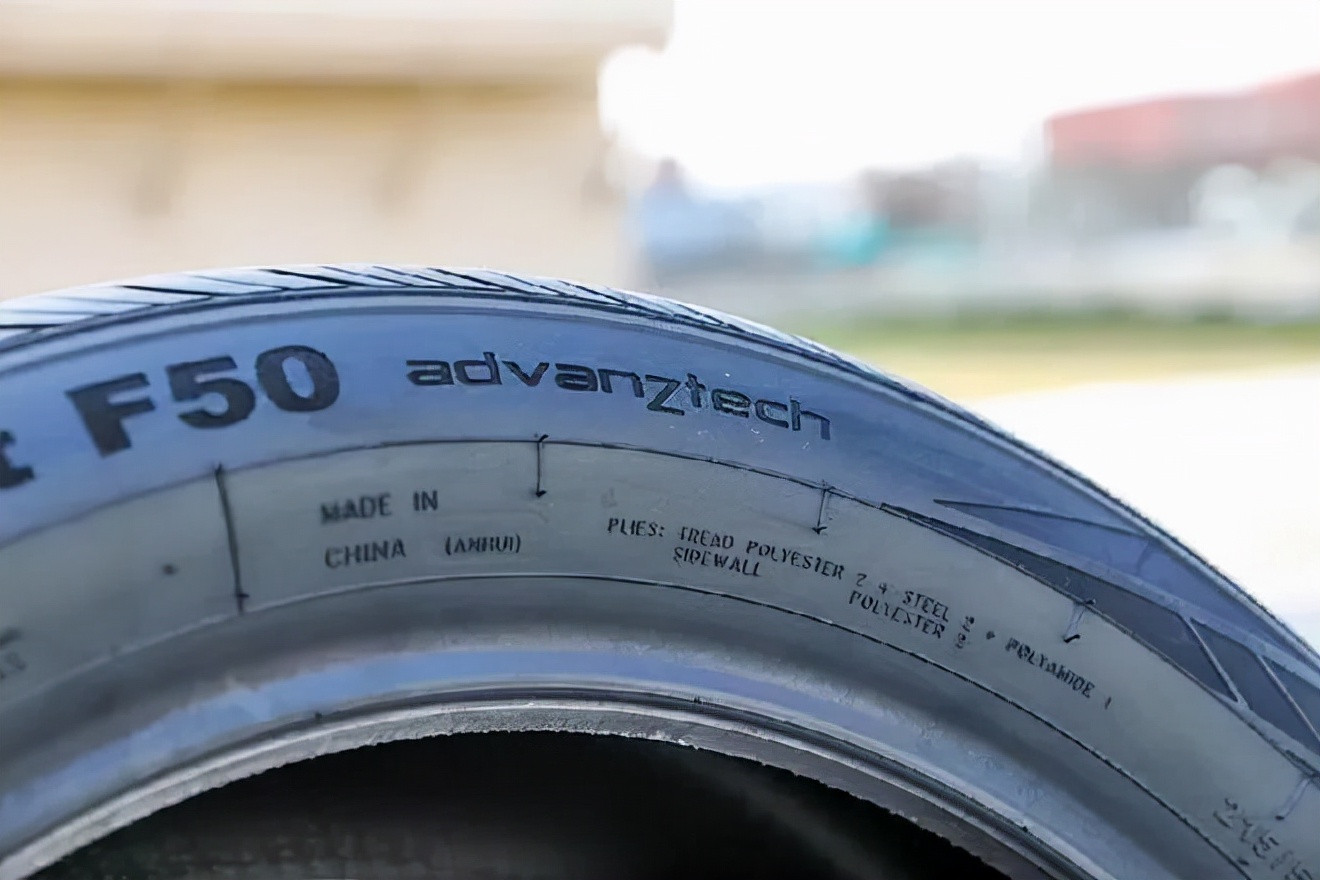 F50 advanztech
MADE IN
CHINA (ANHUI)
PLIES: TREAD POLYESTER 2 + STEEL 2 + POLYAMIDE 1
SIDEWALL POLYESTER 2